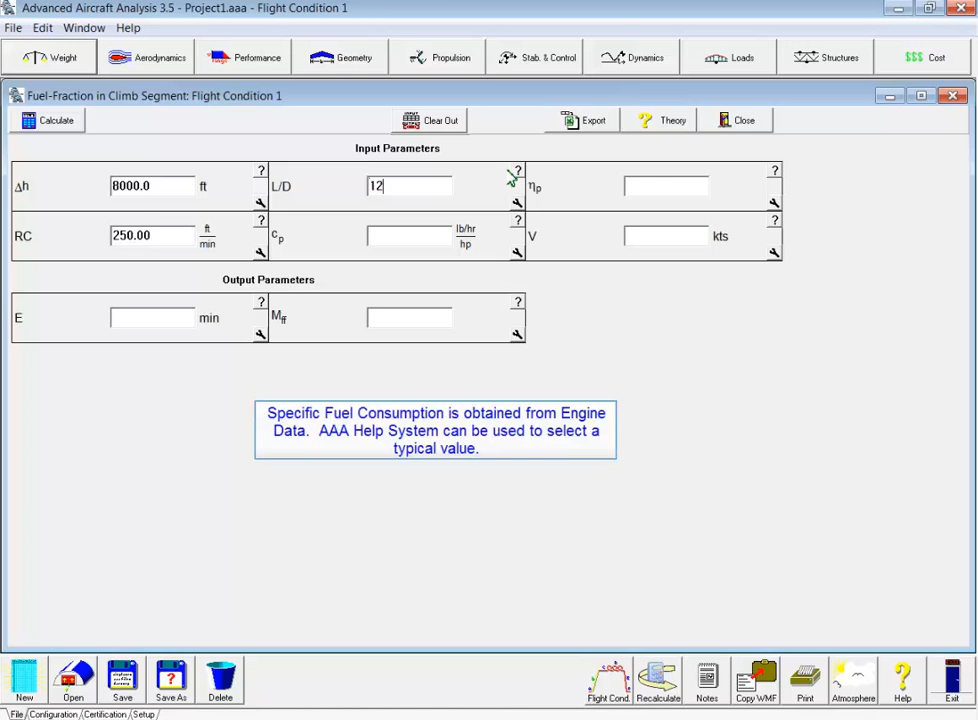 Advanced Aircraft Analysis 3.5 - Project1.aaa - Flight Condition 1
File Edit Window Help
Weight Aerodynamics Performance Geometry Propulsion Stab. & Control Dynamics Loads Structures $$$ Cost
Fuel-Fraction in Climb Segment: Flight Condition 1
Calculate INPUT Clear Out Export ? Theory Close
Input Parameters
Δh 8000.0 ft ? L/D 12 ? ηp ?
RC 250.00 ft/min ? cp lb/hr/hp ? V kts ?
Output Parameters
E min ? Mff ?
Specific Fuel Consumption is obtained from Engine
Data. AAA Help System can be used to select a
typical value.
New Open Save Save As Delete Flight Cond. Recalculate Notes Copy WMF Print Atmosphere Help Exit
File Configuration Certification Setup